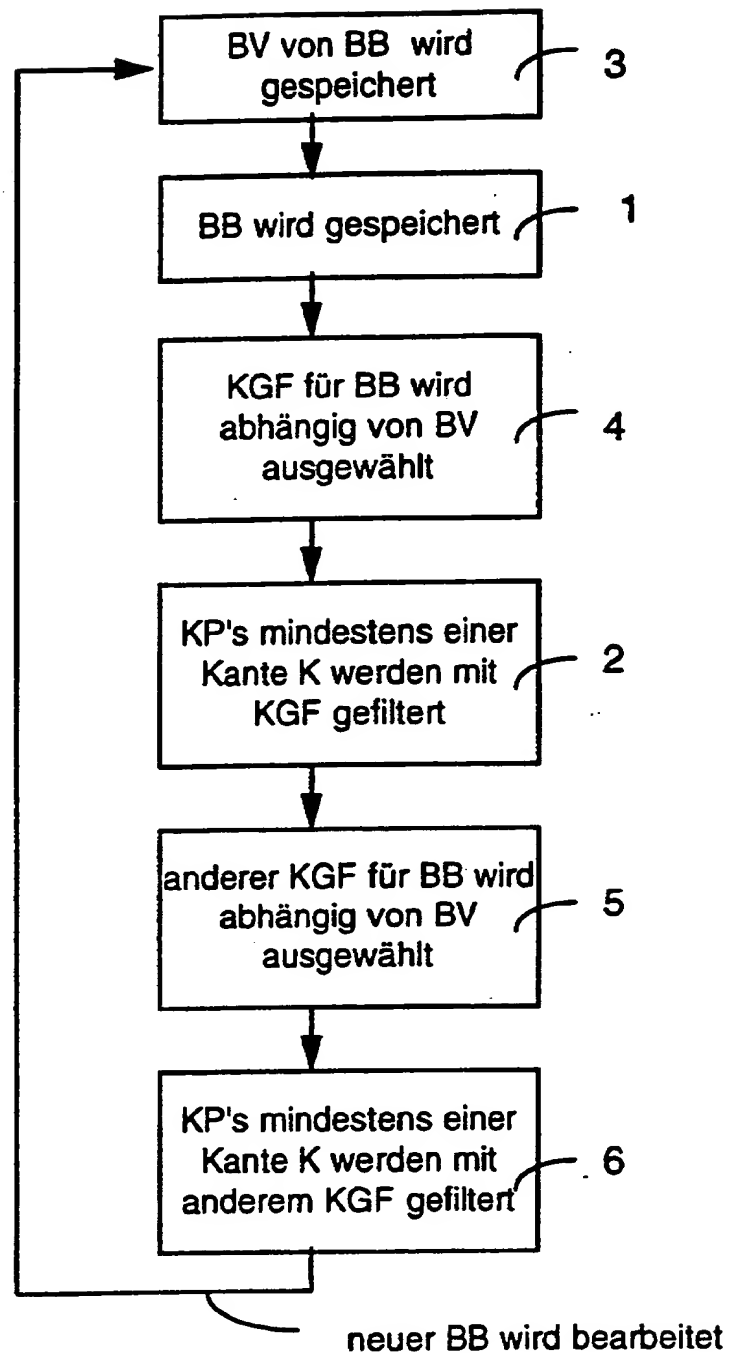 BV von BB wird
gespeichert
3
BB wird gespeichert
1
KGF für BB wird
abhängig von BV
ausgewählt
4
KP's mindestens einer
Kante K werden mit
KGF gefiltert
2
anderer KGF für BB wird
abhängig von BV
ausgewählt
5
KP's mindestens einer
Kante K werden mit
anderem KGF gefiltert
6
neuer BB wird bearbeitet